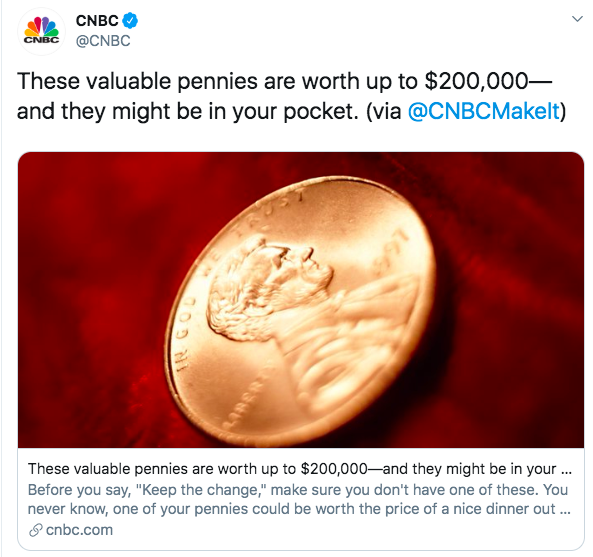 CNBC
CNBC
@CNBC
These valuable pennies are worth up to $200,000—
and they might be in your pocket. (via @CNBCMakeIt)
IN GOD WE TRUST
LIBERTY
These valuable pennies are worth up to $200,000—and they might be in your ...
Before you say, "Keep the change," make sure you don't have one of these. You
never know, one of your pennies could be worth the price of a nice dinner out ...
cnbc.com